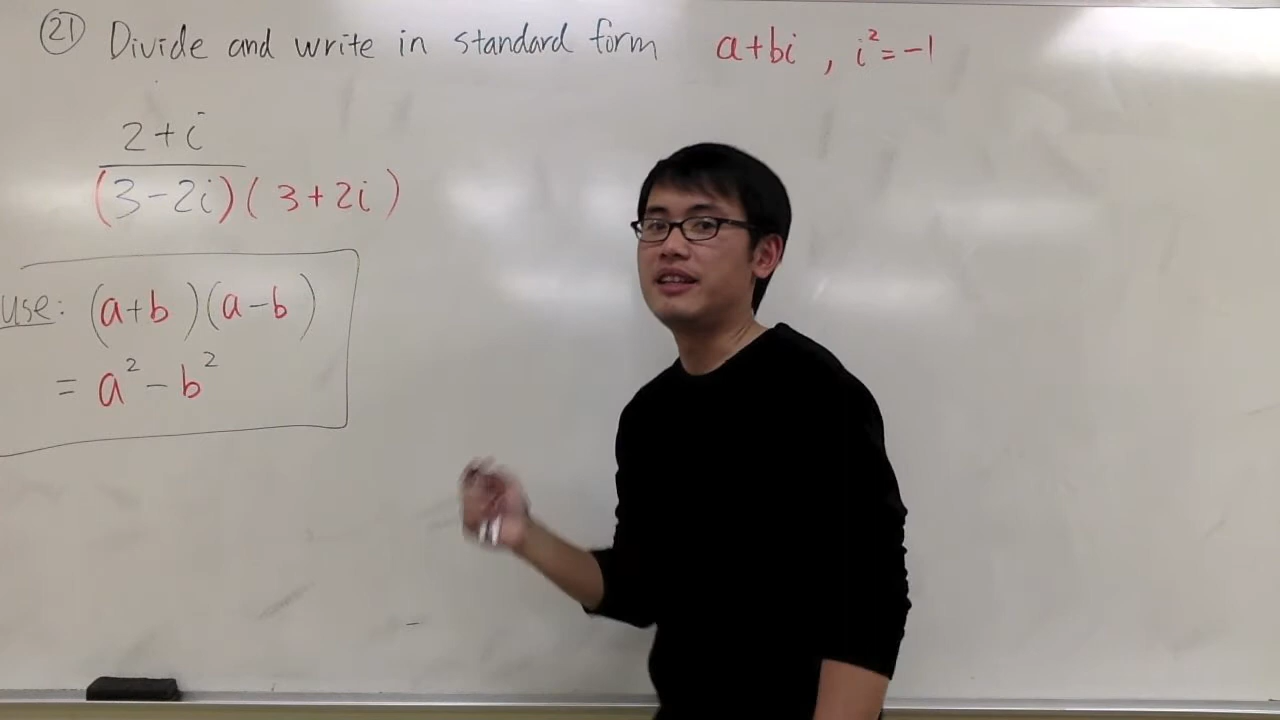 ㉑ Divide and write in standard form a+bi , i²=-1
2+i
(3-2i)(3+2i)
use: (a+b)(a-b)
= a²-b²